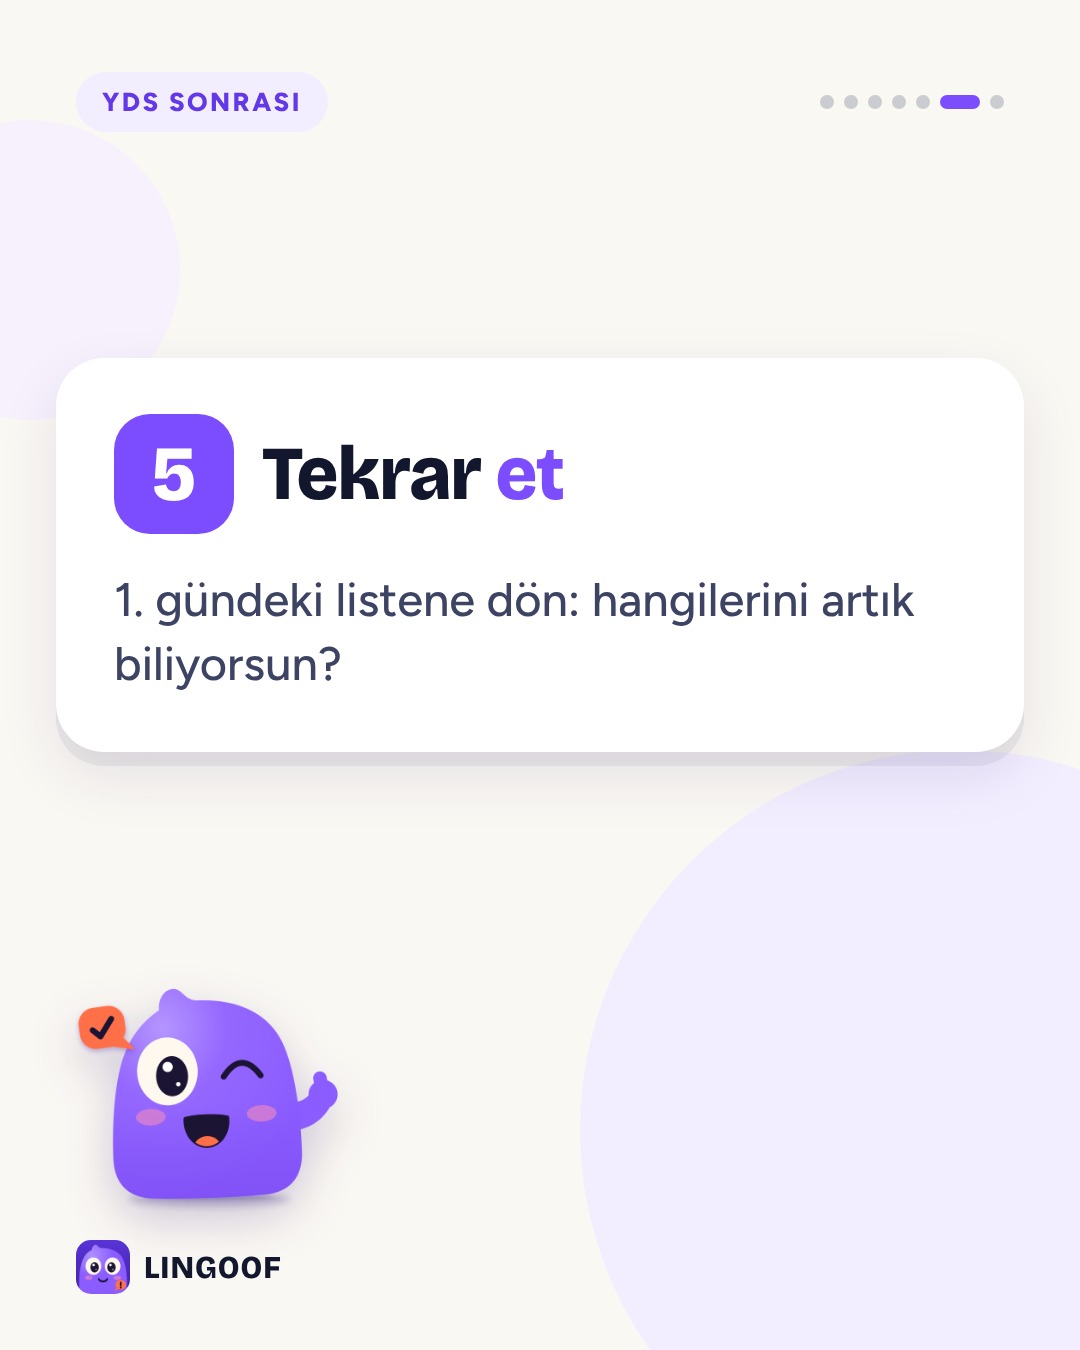 YDS SONRASI
5
Tekrar et
1. gündeki listene dön: hangilerini artık
biliyorsun?
LINGOOF